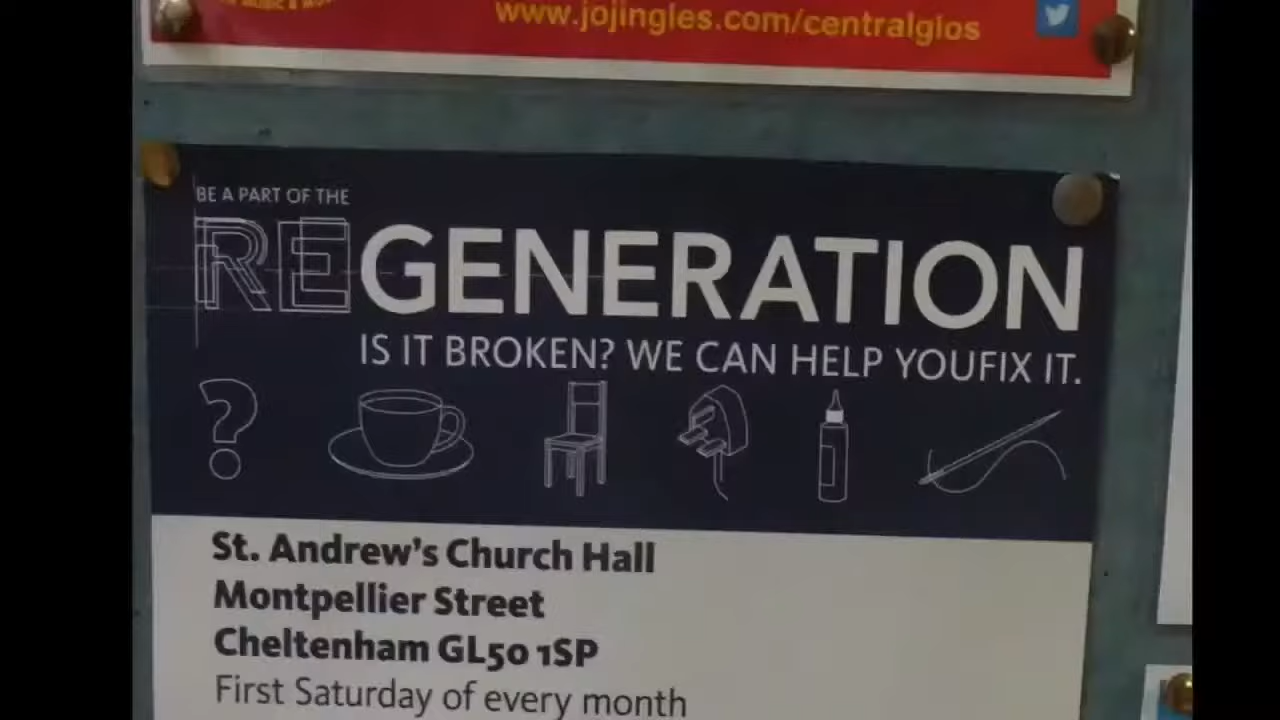 www.jojingles.com/centralglos
BE A PART OF THE
REGENERATION
IS IT BROKEN? WE CAN HELP YOUFIX IT.
?
St. Andrew's Church Hall
Montpellier Street
Cheltenham GL50 1SP
First Saturday of every month